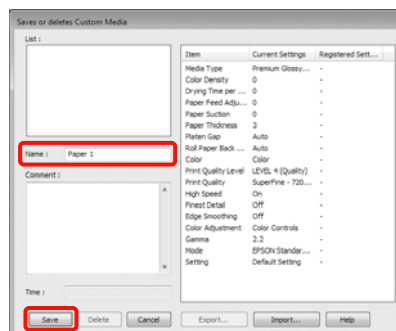 Saves or deletes Custom Media
List :
Item Current Settings Registered Sett...
Media Type Premium Glossy.... -
Color Density 0 -
Drying Time per .... 0 -
Paper Feed Adju... 0 -
Paper Suction 0 -
Paper Thickness 3 -
Platen Gap Auto -
Roll Paper Back .... Auto -
Color Color -
Print Quality Level LEVEL 4 (Quality) -
Print Quality SuperFine - 720.... -
High Speed On -
Finest Detail Off -
Edge Smoothing Off -
Color Adjustment Color Controls -
Gamma 2.2 -
Mode EPSON Standar... -
Setting Default Setting -
Name : Paper 1
Comment :
Time :
Save Delete Cancel Export... Import... Help